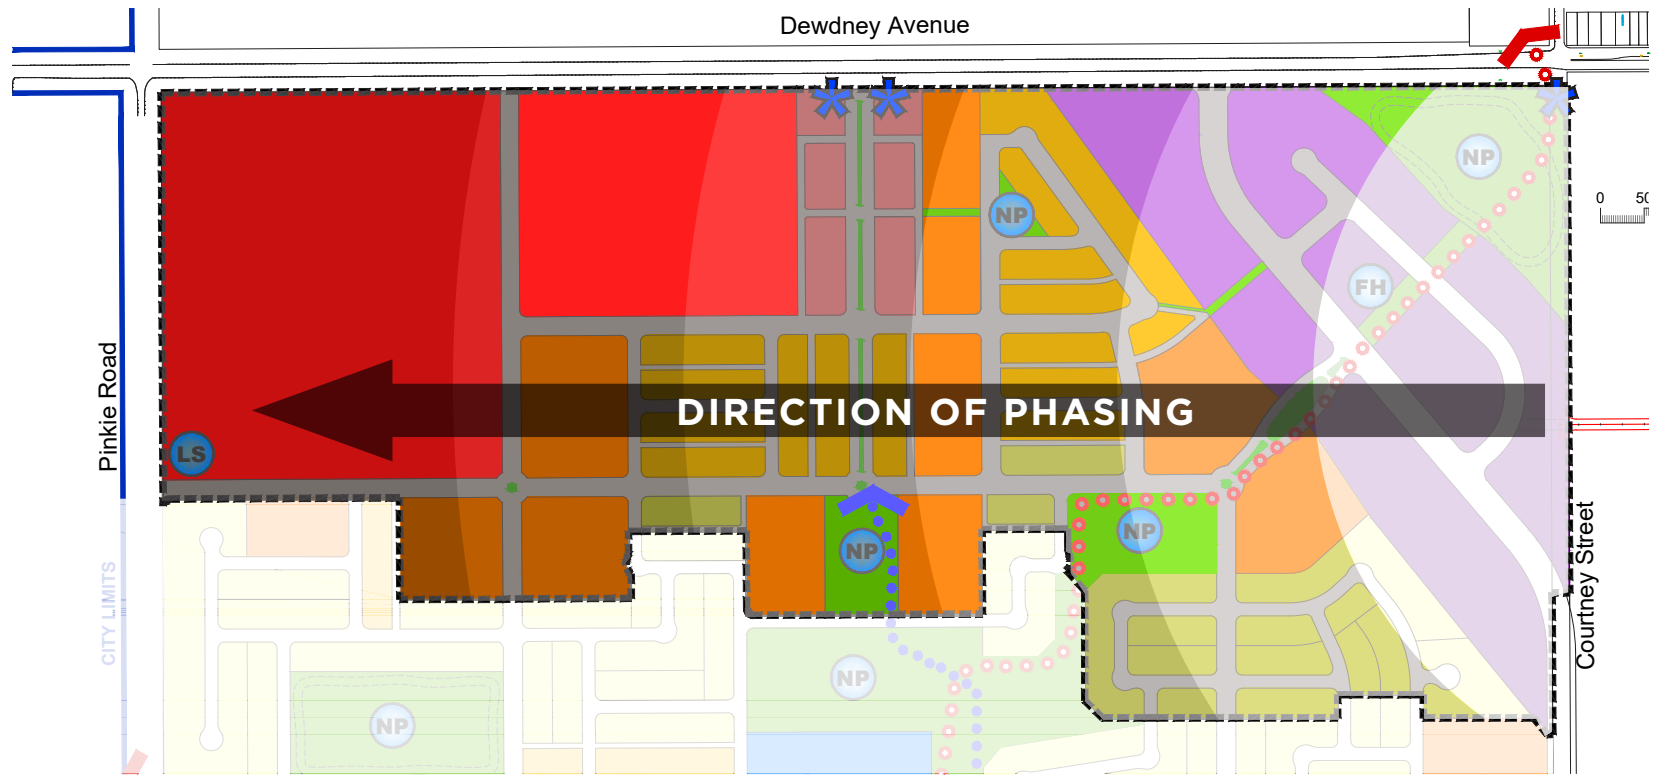 Dewdney Avenue
NP
NP
0 50
FH
Pinkie Road
DIRECTION OF PHASING
LS
NP
NP
CITY LIMITS
Courtney Street
NP
NP